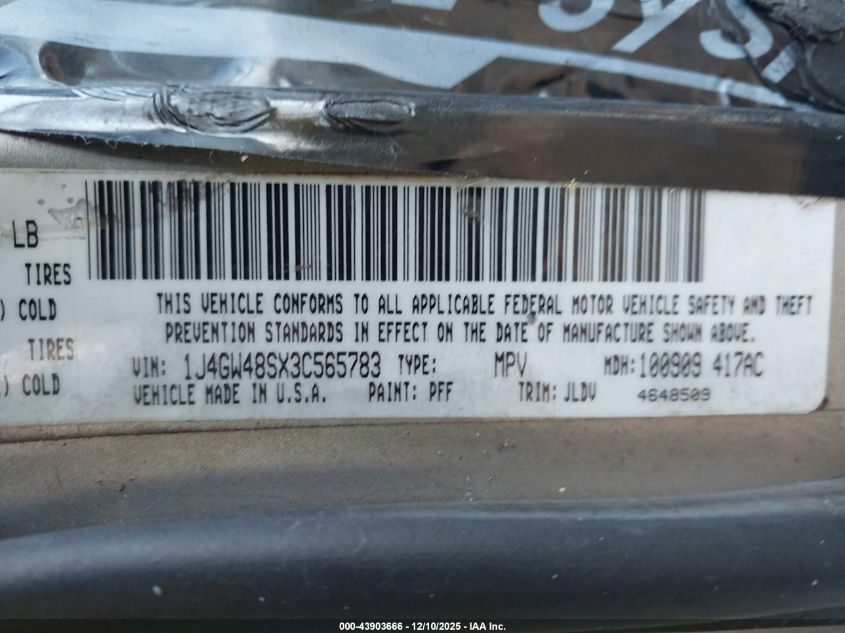 SYS
LB
TIRES
) COLD
TIRES
) COLD
THIS VEHICLE CONFORMS TO ALL APPLICABLE FEDERAL MOTOR VEHICLE SAFETY AND THEFT
PREVENTION STANDARDS IN EFFECT ON THE DATE OF MANUFACTURE SHOWN ABOVE.
VIN: 1J4GW48SX3C565783 TYPE: MPV MDH:100909 417AC
VEHICLE MADE IN U.S.A. PAINT: PFF TRIM: JLDV 4648509
000-43903666 - 12/10/2025 - IAA Inc.